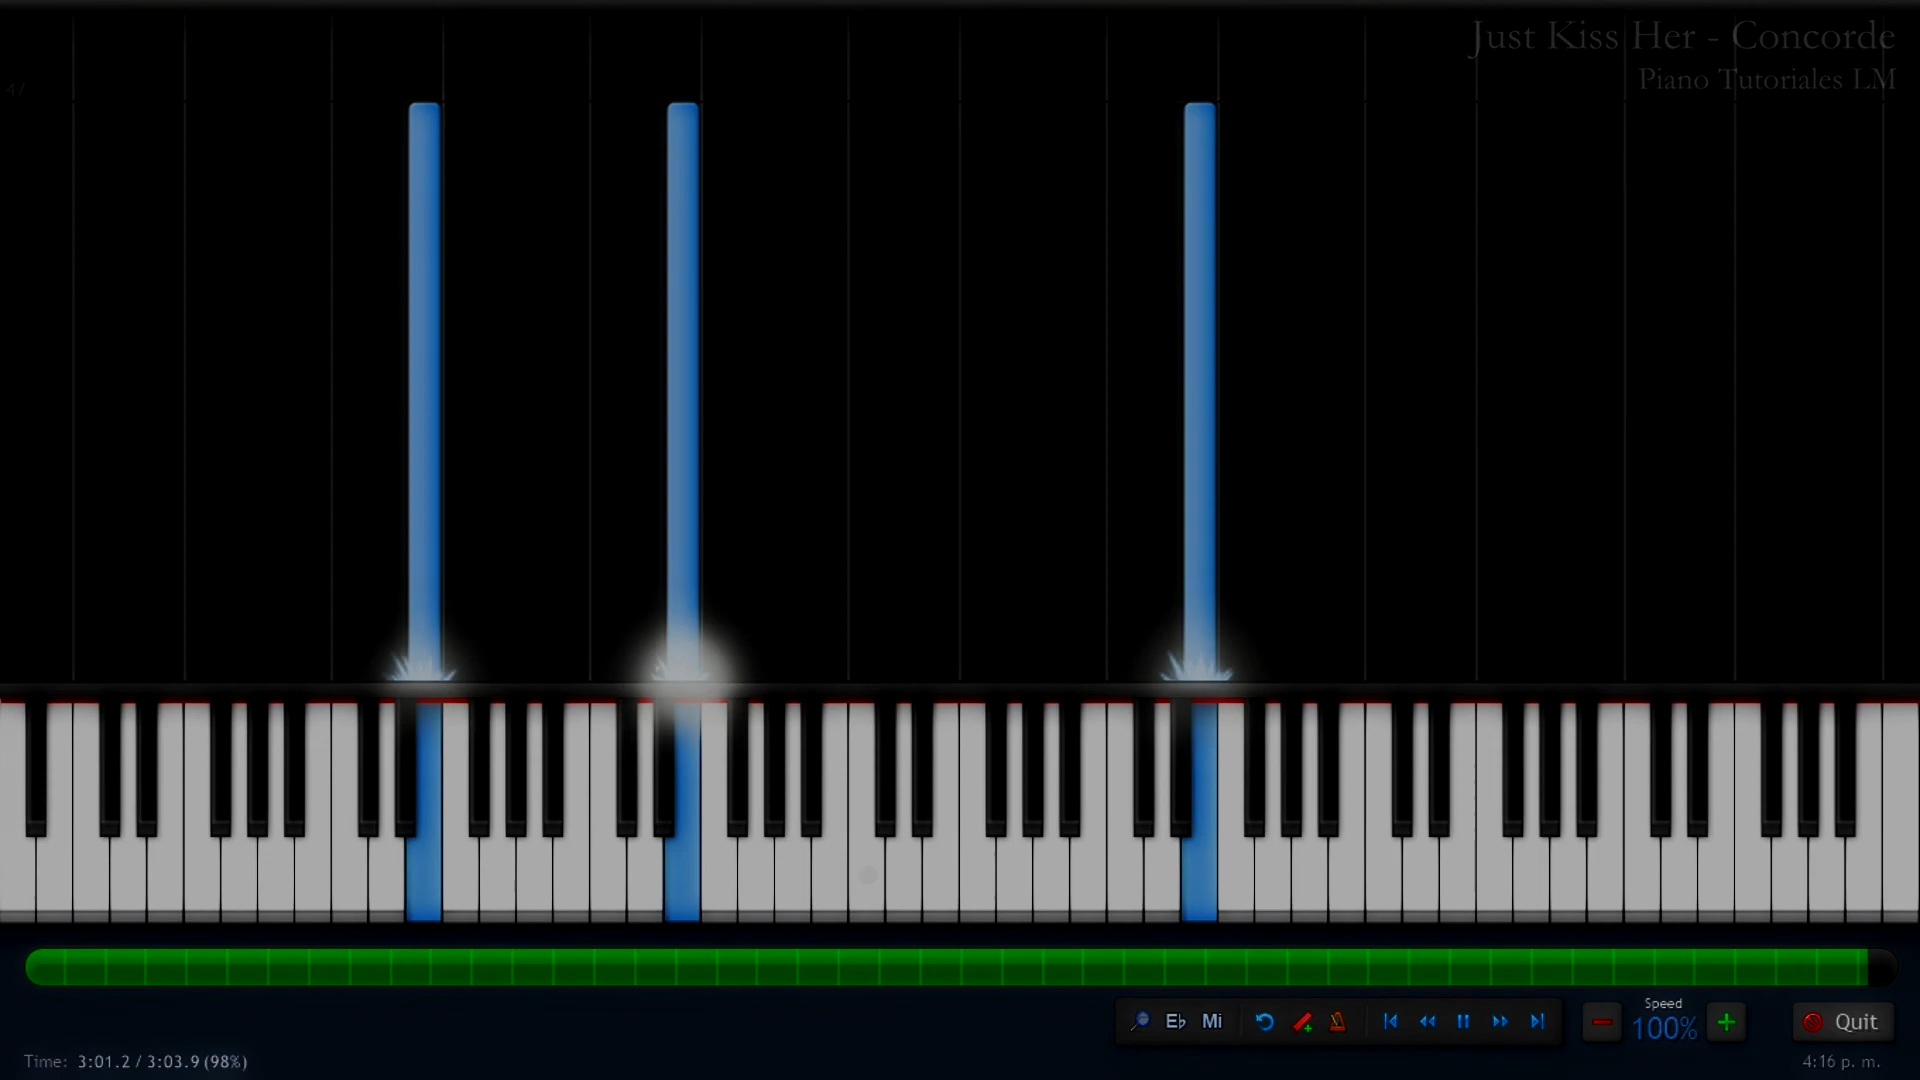 Just Kiss Her - Concorde
Piano Tutoriales LM
47
E♭ Mi
Speed
100%
Quit
Time: 3:01.2 / 3:03.9 (98%)
4:16 p. m.